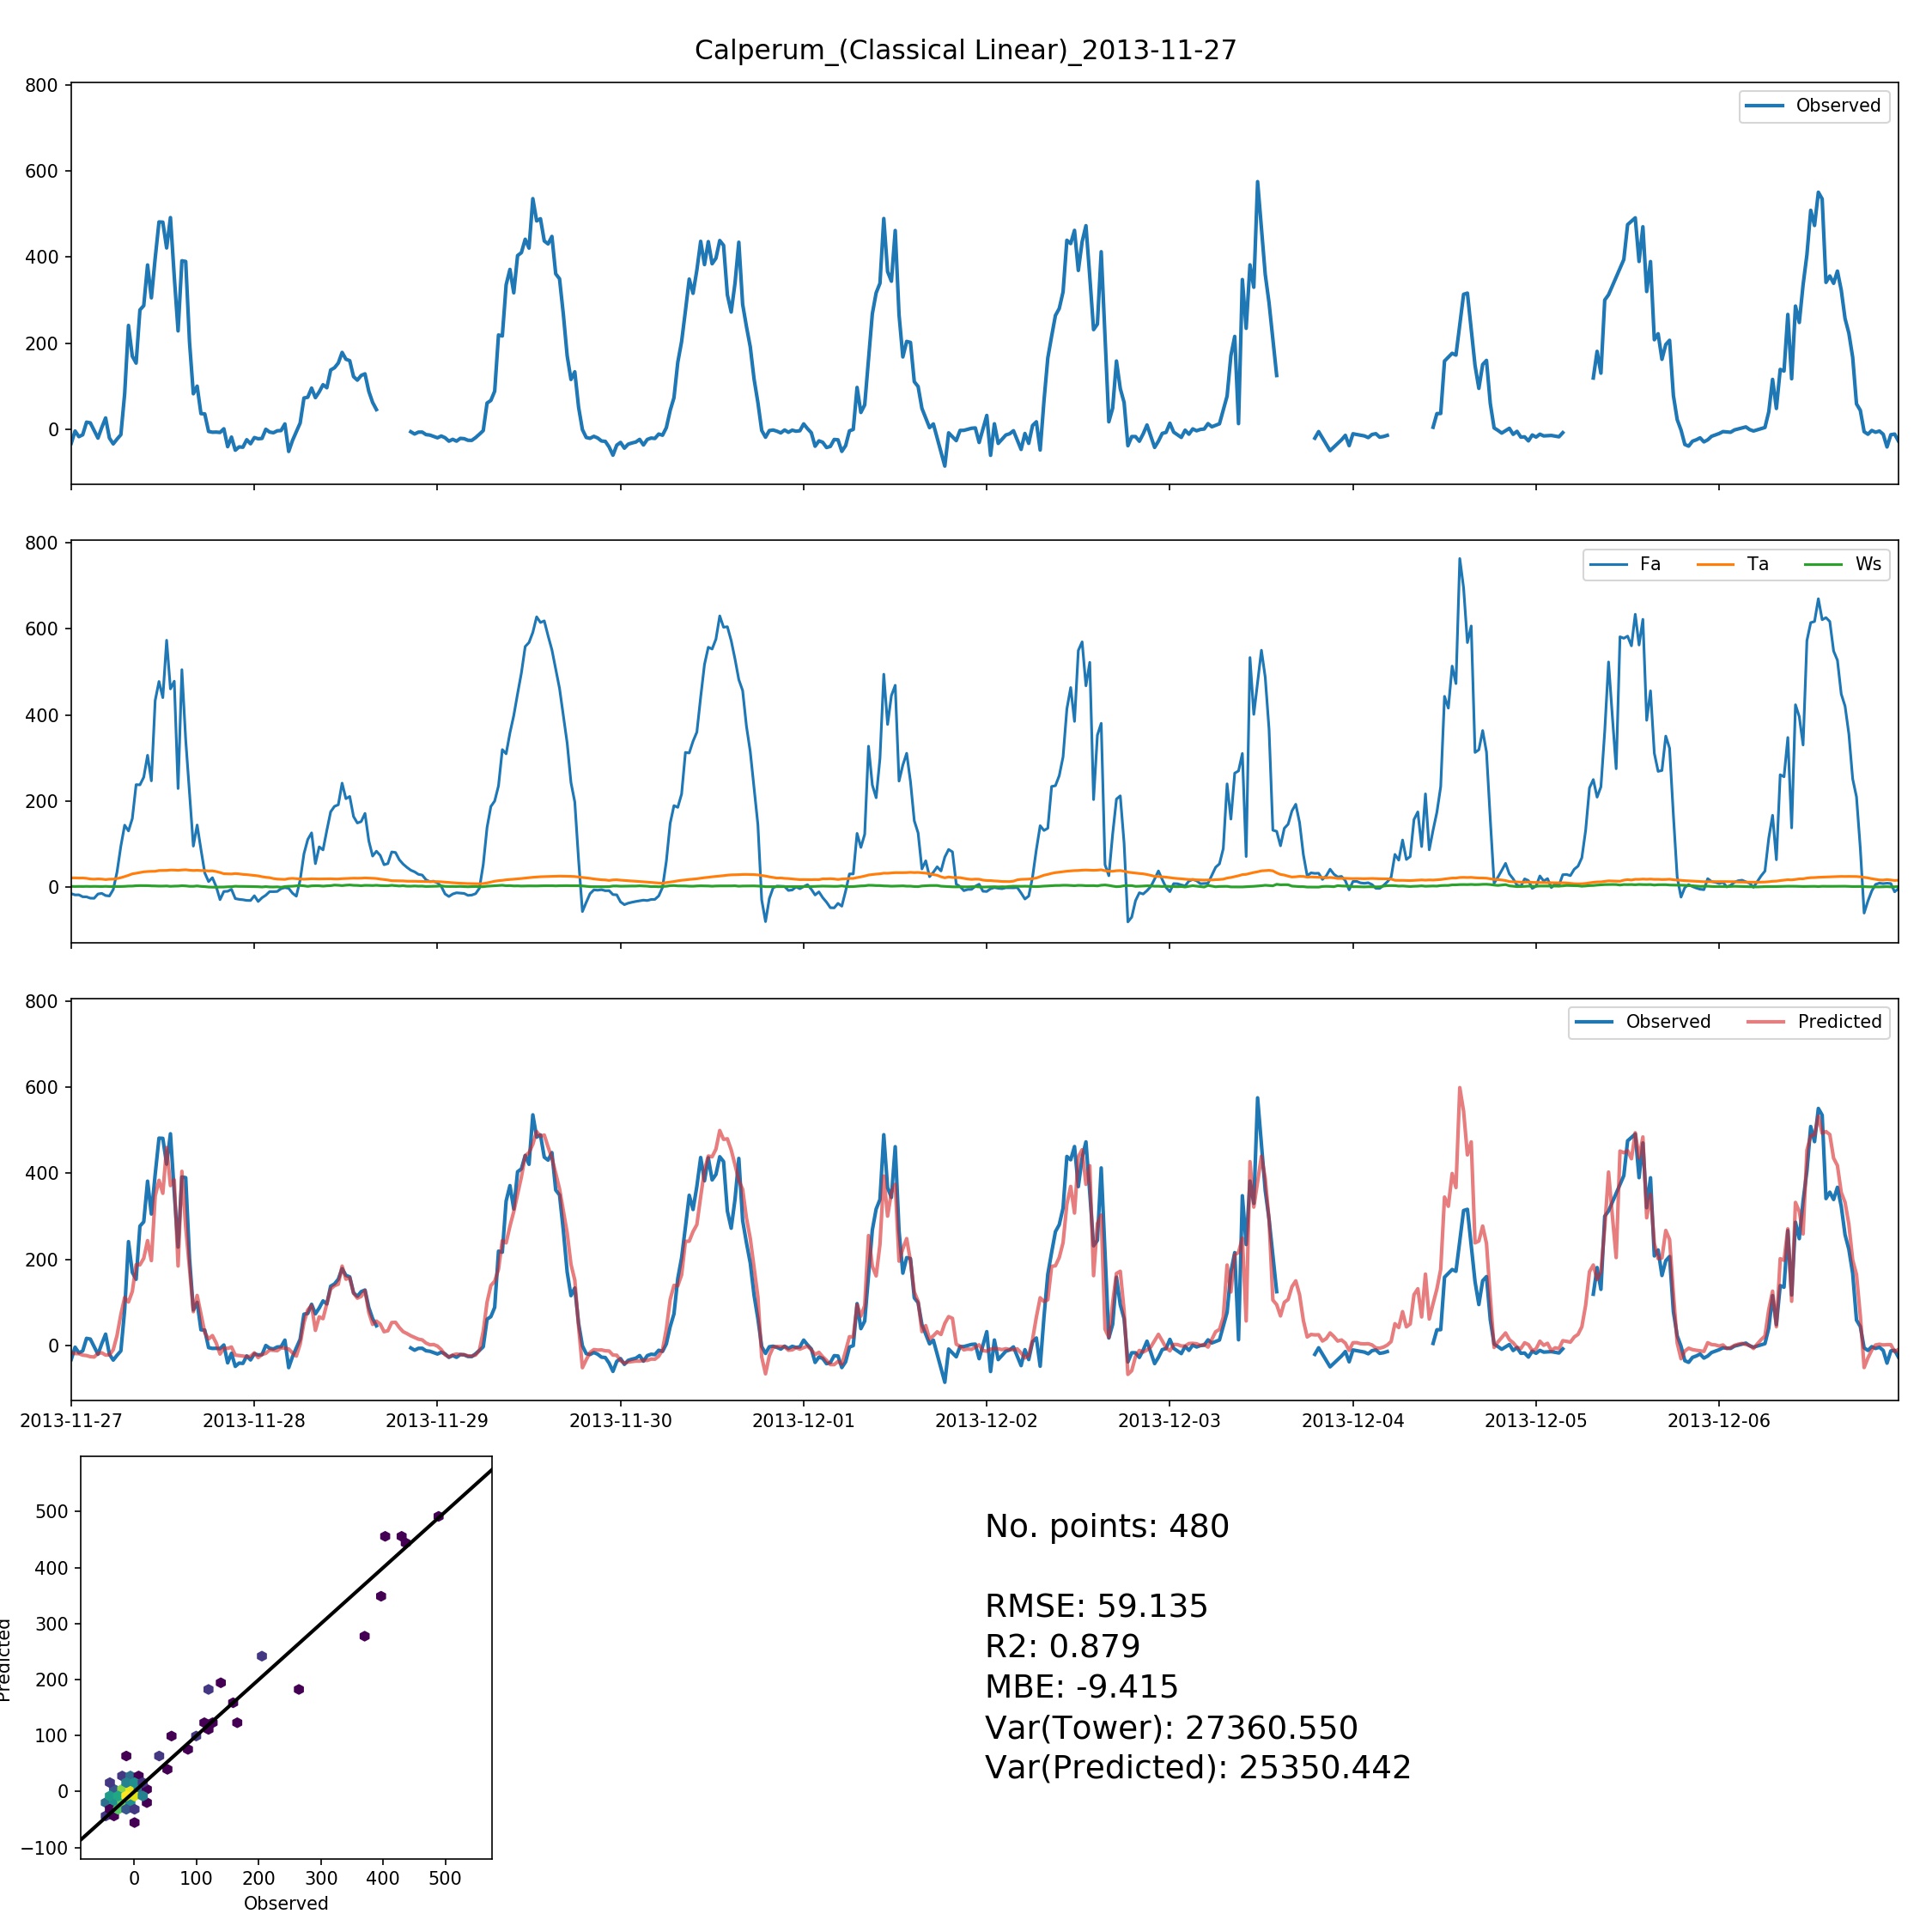 Calperum_(Classical Linear)_2013-11-27
800
600
400
200
0
Observed
800
600
400
200
0
Fa Ta Ws
800
600
400
200
0
Observed Predicted
2013-11-27 2013-11-28 2013-11-29 2013-11-30 2013-12-01 2013-12-02 2013-12-03 2013-12-04 2013-12-05 2013-12-06
Predicted
500
400
300
200
100
0
−100
0 100 200 300 400 500
Observed
No. points: 480
RMSE: 59.135
R2: 0.879
MBE: -9.415
Var(Tower): 27360.550
Var(Predicted): 25350.442